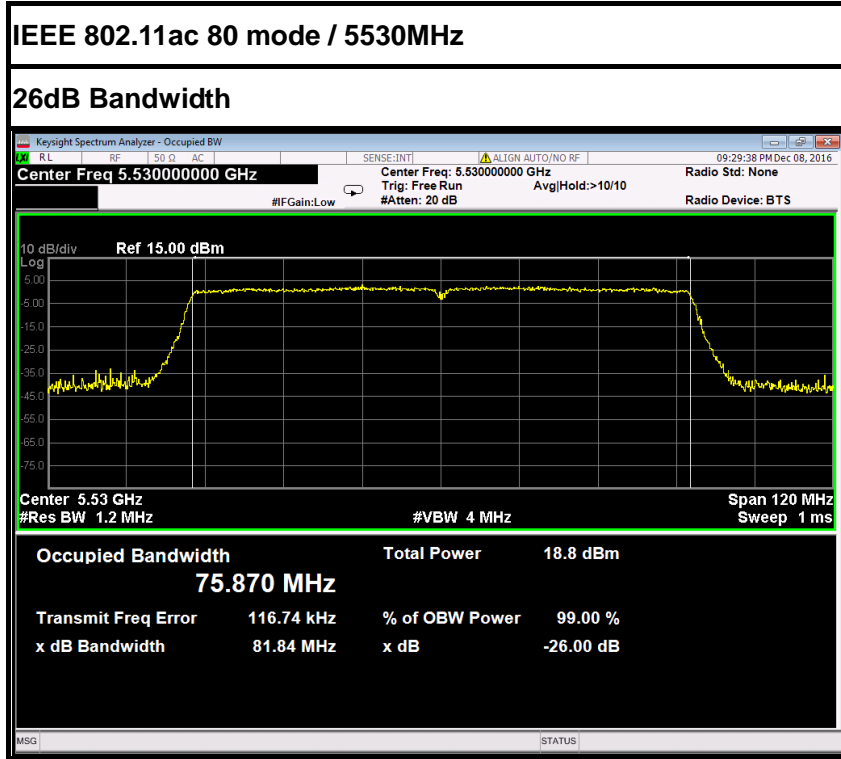 IEEE 802.11ac 80 mode / 5530MHz
26dB Bandwidth
Keysight Spectrum Analyzer - Occupied BW
LXI RL RF 50 Ω AC SENSE:INT ALIGN AUTO/NO RF 09:29:38 PM Dec 08, 2016
Center Freq 5.530000000 GHz Center Freq: 5.530000000 GHz Radio Std: None
Trig: Free Run Avg|Hold:>10/10
#IFGain:Low #Atten: 20 dB Radio Device: BTS
10 dB/div Ref 15.00 dBm
Log
5.00
-5.00
-15.0
-25.0
-35.0
-45.0
-55.0
-65.0
-75.0
Center 5.53 GHz Span 120 MHz
#Res BW 1.2 MHz #VBW 4 MHz Sweep 1 ms
Occupied Bandwidth Total Power 18.8 dBm
75.870 MHz
Transmit Freq Error 116.74 kHz % of OBW Power 99.00 %
x dB Bandwidth 81.84 MHz x dB -26.00 dB
MSG STATUS